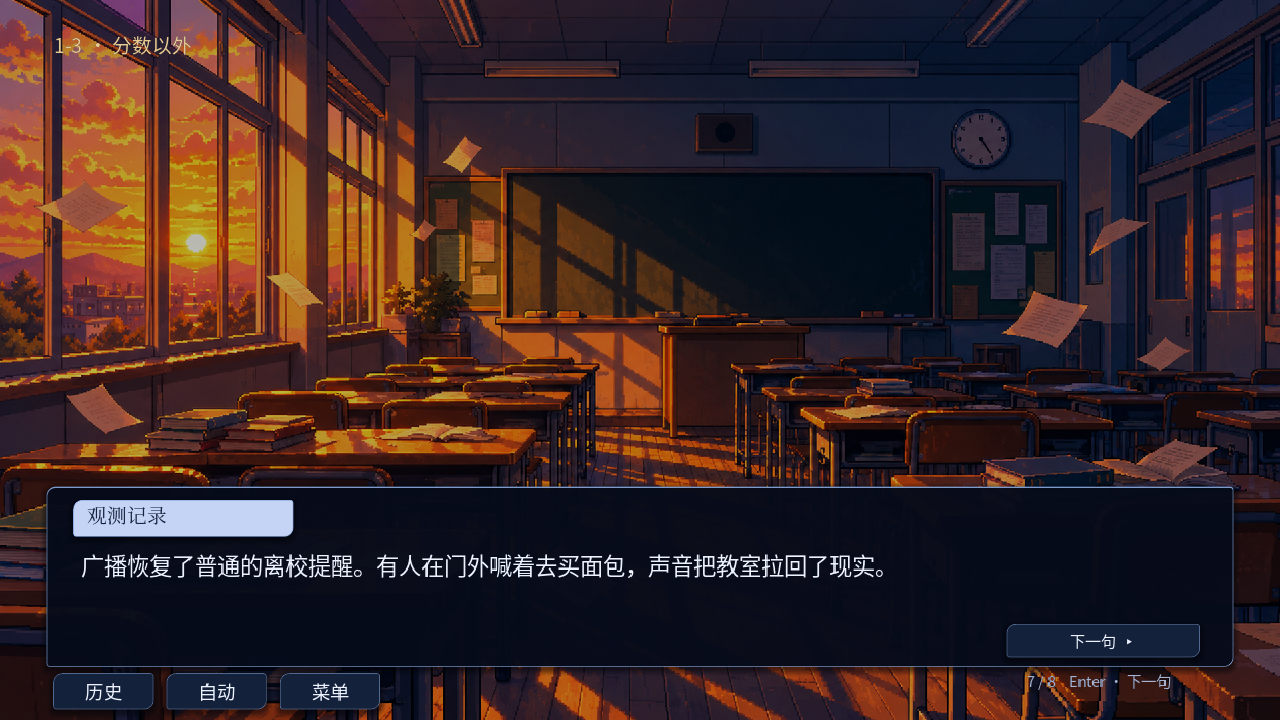 1-3 · 分数以外
观测记录
广播恢复了普通的离校提醒。有人在门外喊着去买面包，声音把教室拉回了现实。
下一句 ▸
历史
自动
菜单
7 / 8 · Enter · 下一句